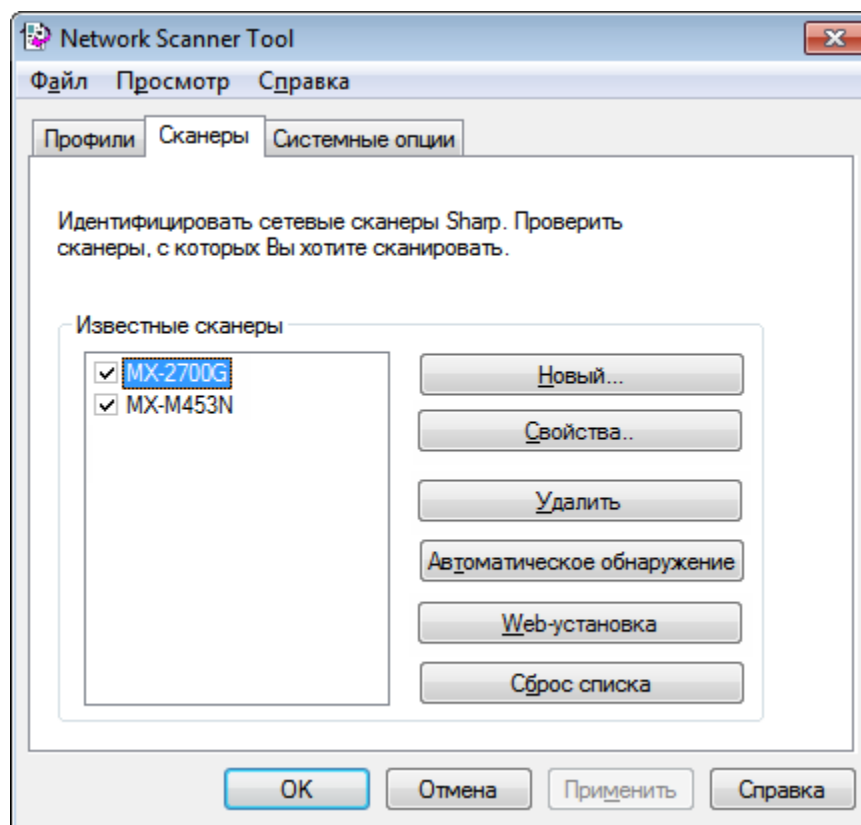 Network Scanner Tool
Файл Просмотр Справка
Профили Сканеры Системные опции
Идентифицировать сетевые сканеры Sharp. Проверить
сканеры, с которых Вы хотите сканировать.
Известные сканеры
MX-2700G
MX-M453N
Новый...
Свойства..
Удалить
Автоматическое обнаружение
Web-установка
Сброс списка
OK Отмена Применить Справка